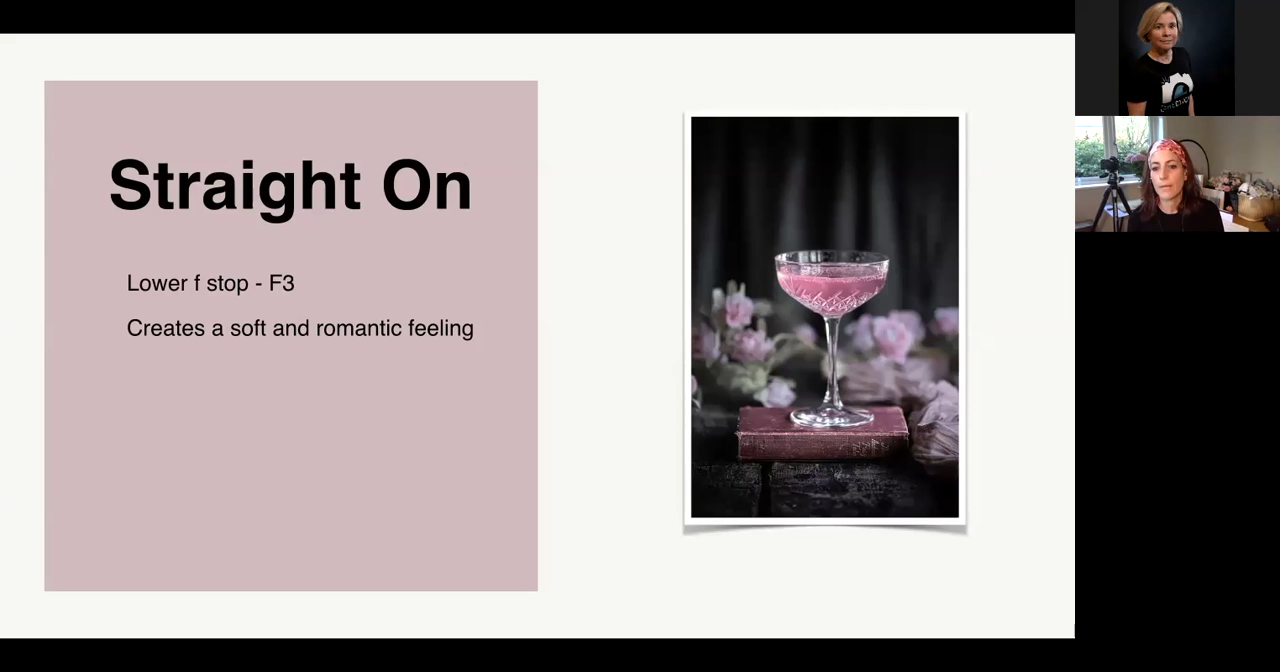 Straight On
Lower f stop - F3
Creates a soft and romantic feeling